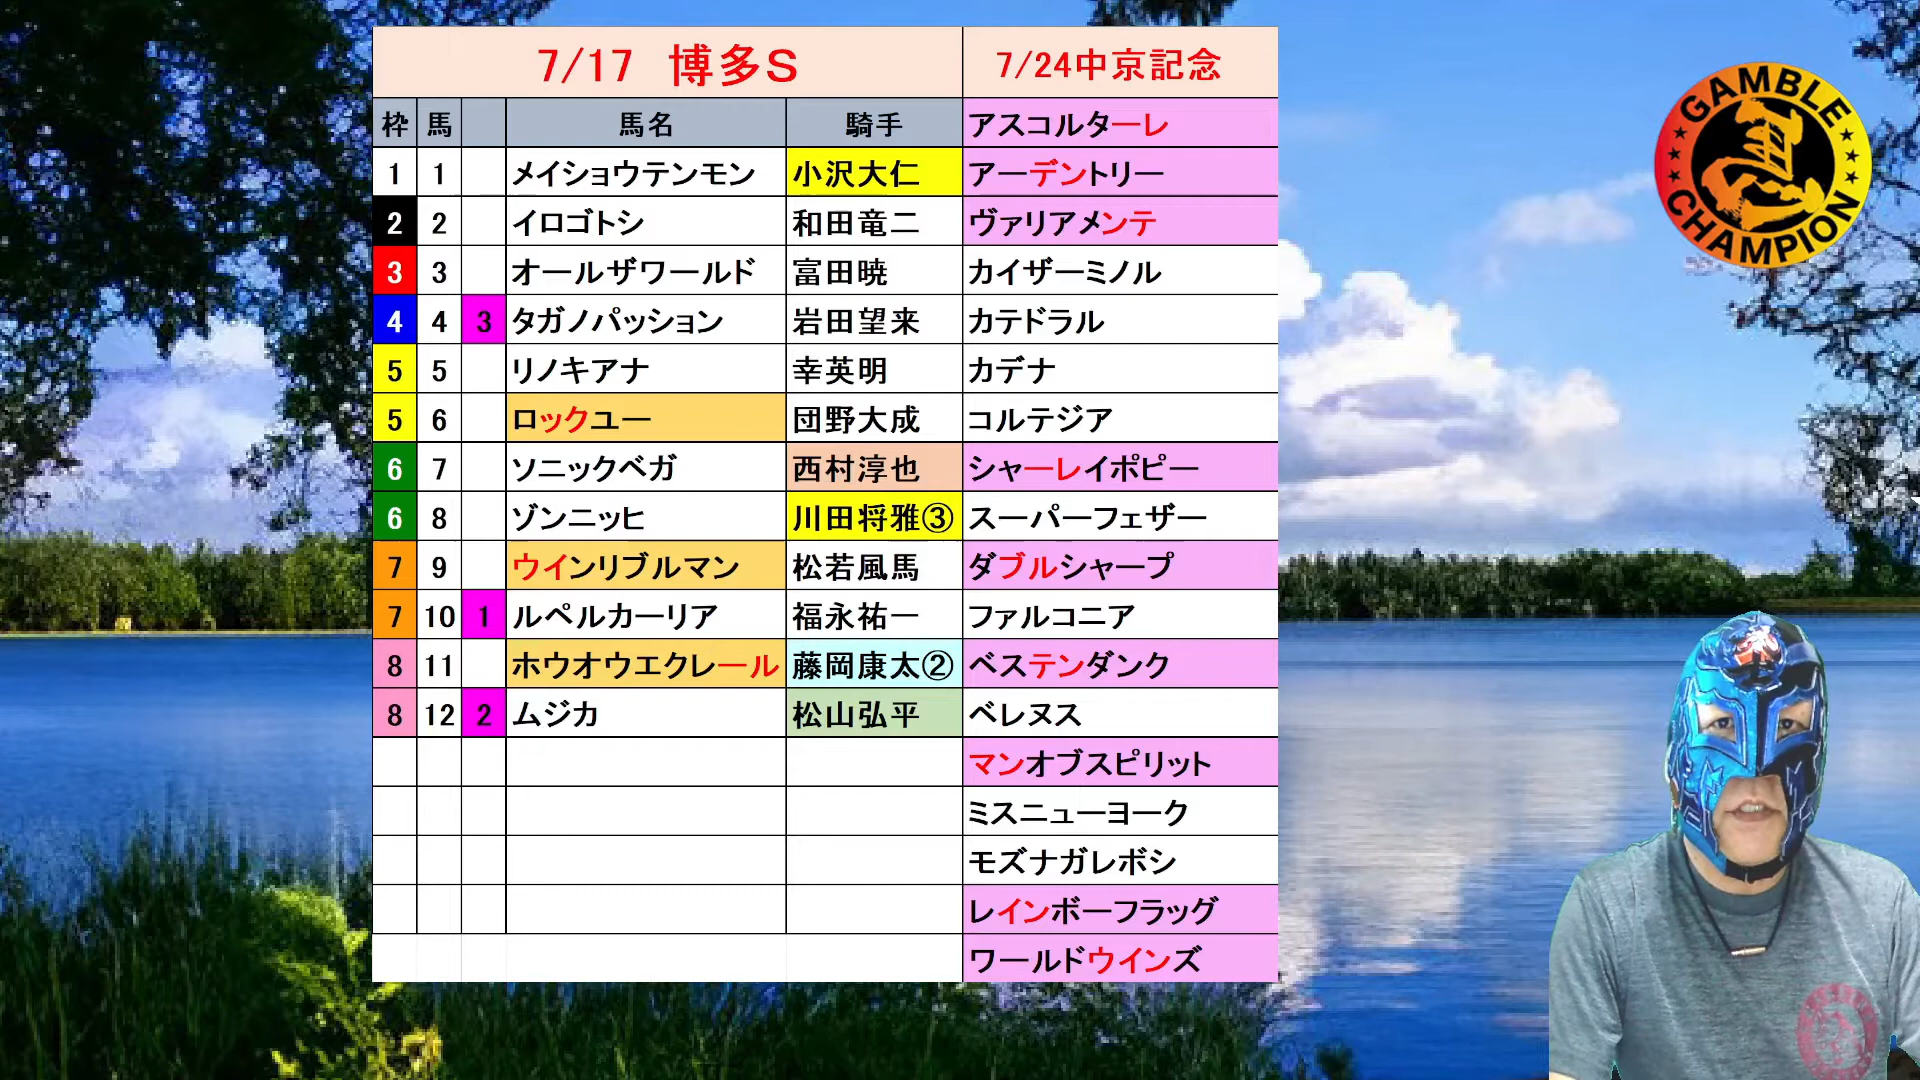 7/17 博多S 7/24中京記念
枠 馬 馬名 騎手 アスコルターレ
1 1 メイショウテンモン 小沢大仁 アーデントリー
2 2 イロゴトシ 和田竜二 ヴァリアメンテ
3 3 オールザワールド 富田暁 カイザーミノル
4 4 3 タガノパッション 岩田望来 カテドラル
5 5 リノキアナ 幸英明 カデナ
5 6 ロックユー 団野大成 コルテジア
6 7 ソニックベガ 西村淳也 シャーレイポピー
6 8 ゾンニッヒ 川田将雅③ スーパーフェザー
7 9 ウインリブルマン 松若風馬 ダブルシャープ
7 10 1 ルペルカーリア 福永祐一 ファルコニア
8 11 ホウオウエクレール 藤岡康太② ベステンダンク
8 12 2 ムジカ 松山弘平 ベレヌス
マンオブスピリット
ミスニューヨーク
モズナガレボシ
レインボーフラッグ
ワールドウインズ
GAMBLE
CHAMPION